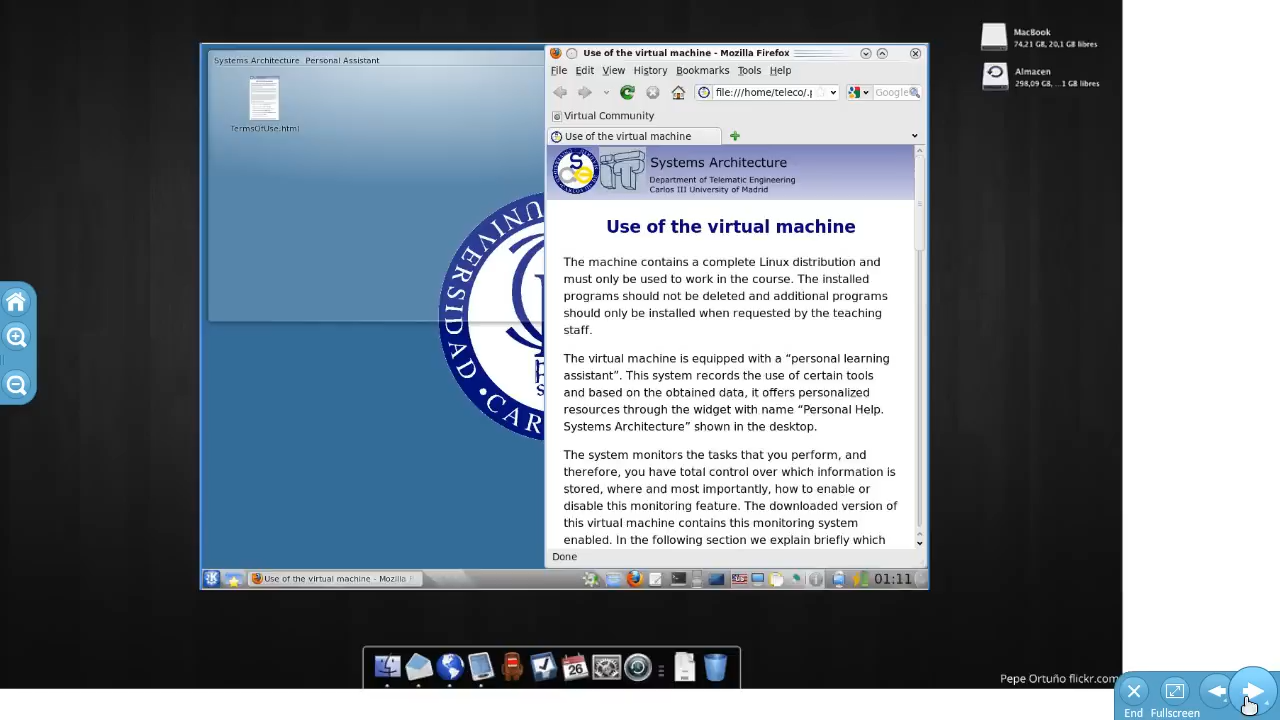 MacBook
74,21 GB, 20,1 GB libres
Almacen
298,09 GB, ...1 GB libres
Systems Architecture Personal Assistant
TermsOfUse.html
UNIVERSIDAD · CAR
Use of the virtual machine - Mozilla Firefox
File Edit View History Bookmarks Tools Help
file:///home/teleco/.p
Google
Virtual Community
Use of the virtual machine
Systems Architecture
Department of Telematic Engineering
Carlos III University of Madrid
Use of the virtual machine
The machine contains a complete Linux distribution and
must only be used to work in the course. The installed
programs should not be deleted and additional programs
should only be installed when requested by the teaching
staff.
The virtual machine is equipped with a “personal learning
assistant”. This system records the use of certain tools
and based on the obtained data, it offers personalized
resources through the widget with name “Personal Help.
Systems Architecture” shown in the desktop.
The system monitors the tasks that you perform, and
therefore, you have total control over which information is
stored, where and most importantly, how to enable or
disable this monitoring feature. The downloaded version of
this virtual machine contains this monitoring system
enabled. In the following section we explain briefly which
Done
Use of the virtual machine - Mozilla F
01:11
26
Pepe Ortuño flickr.com
End Fullscreen